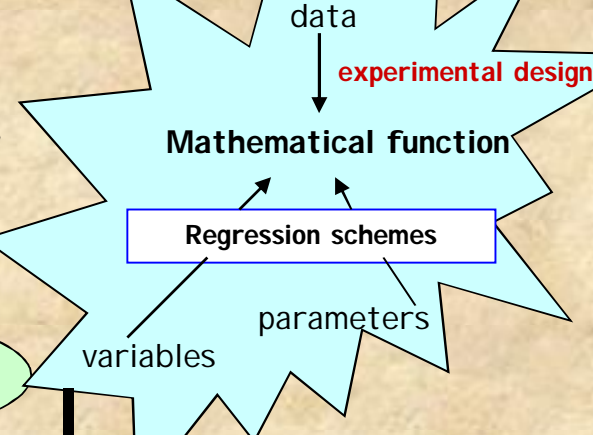 data
experimental design
Mathematical function
Regression schemes
parameters
variables